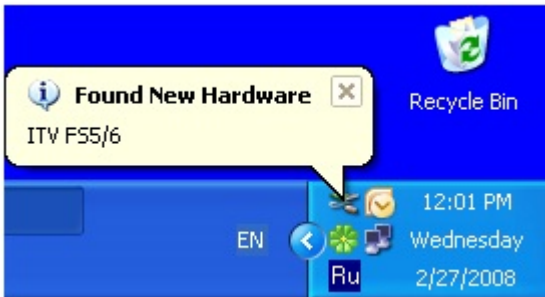 Found New Hardware
ITV FS5/6
Recycle Bin
12:01 PM
EN
Wednesday
Ru
2/27/2008